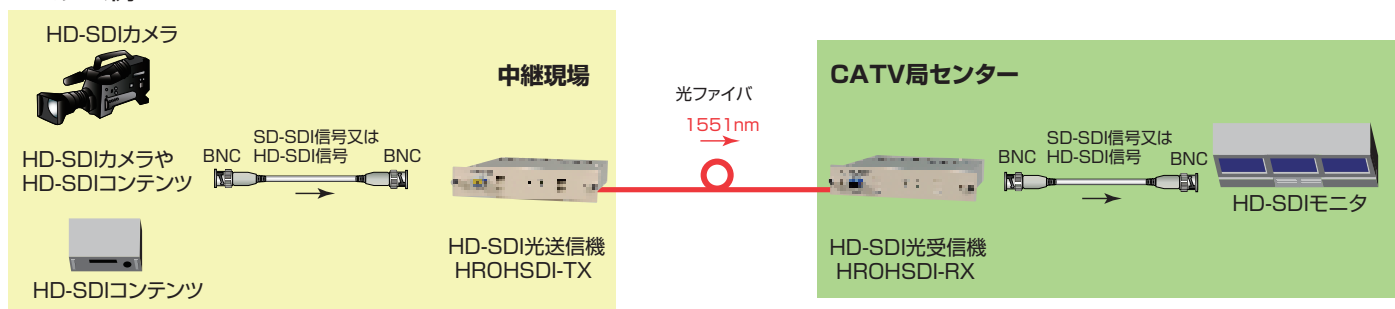 HD-SDIカメラ
中継現場
HD-SDIカメラや
HD-SDIコンテンツ
BNC
SD-SDI信号又は
HD-SDI信号
BNC
HD-SDIコンテンツ
HD-SDI光送信機
HROHSDI-TX
光ファイバ
1551nm
CATV局センター
HD-SDI光受信機
HROHSDI-RX
BNC
SD-SDI信号又は
HD-SDI信号
BNC
HD-SDIモニタ